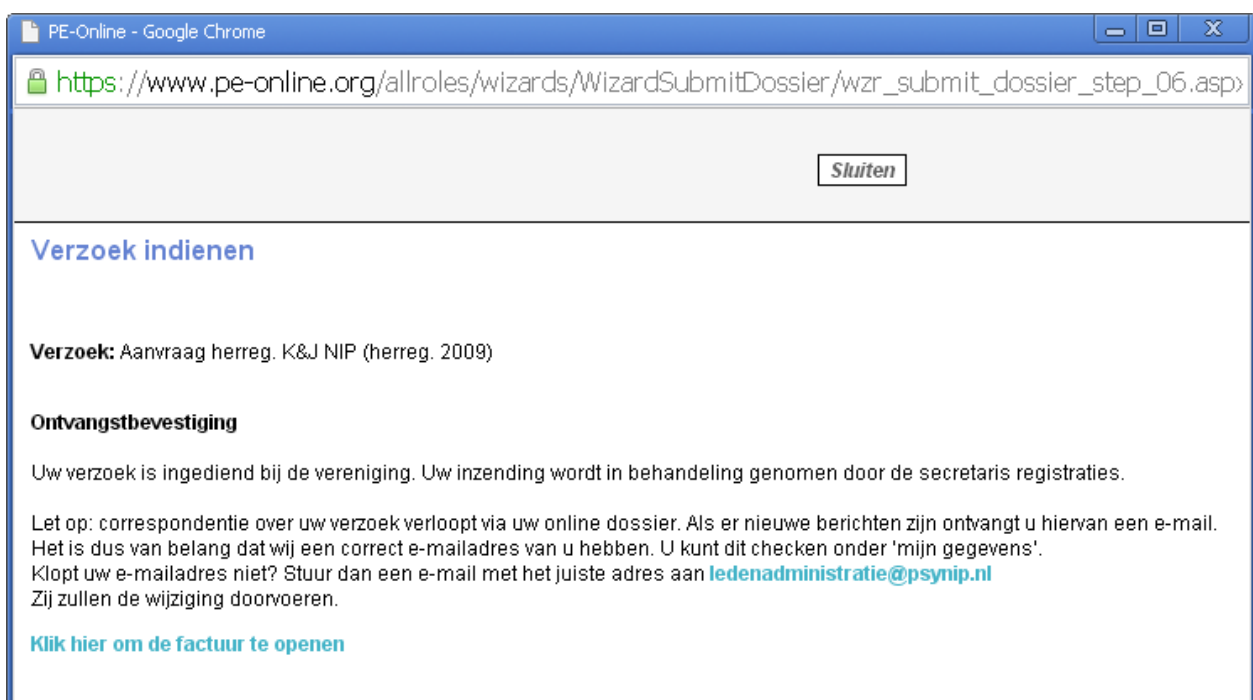 PE-Online - Google Chrome
https://www.pe-online.org/allroles/wizards/WizardSubmitDossier/wzr_submit_dossier_step_06.aspx
Sluiten
Verzoek indienen
Verzoek: Aanvraag herreg. K&J NIP (herreg. 2009)
Ontvangstbevestiging
Uw verzoek is ingediend bij de vereniging. Uw inzending wordt in behandeling genomen door de secretaris registraties.
Let op: correspondentie over uw verzoek verloopt via uw online dossier. Als er nieuwe berichten zijn ontvangt u hiervan een e-mail.
Het is dus van belang dat wij een correct e-mailadres van u hebben. U kunt dit checken onder 'mijn gegevens'.
Klopt uw e-mailadres niet? Stuur dan een e-mail met het juiste adres aan ledenadministratie@psynip.nl
Zij zullen de wijziging doorvoeren.
Klik hier om de factuur te openen